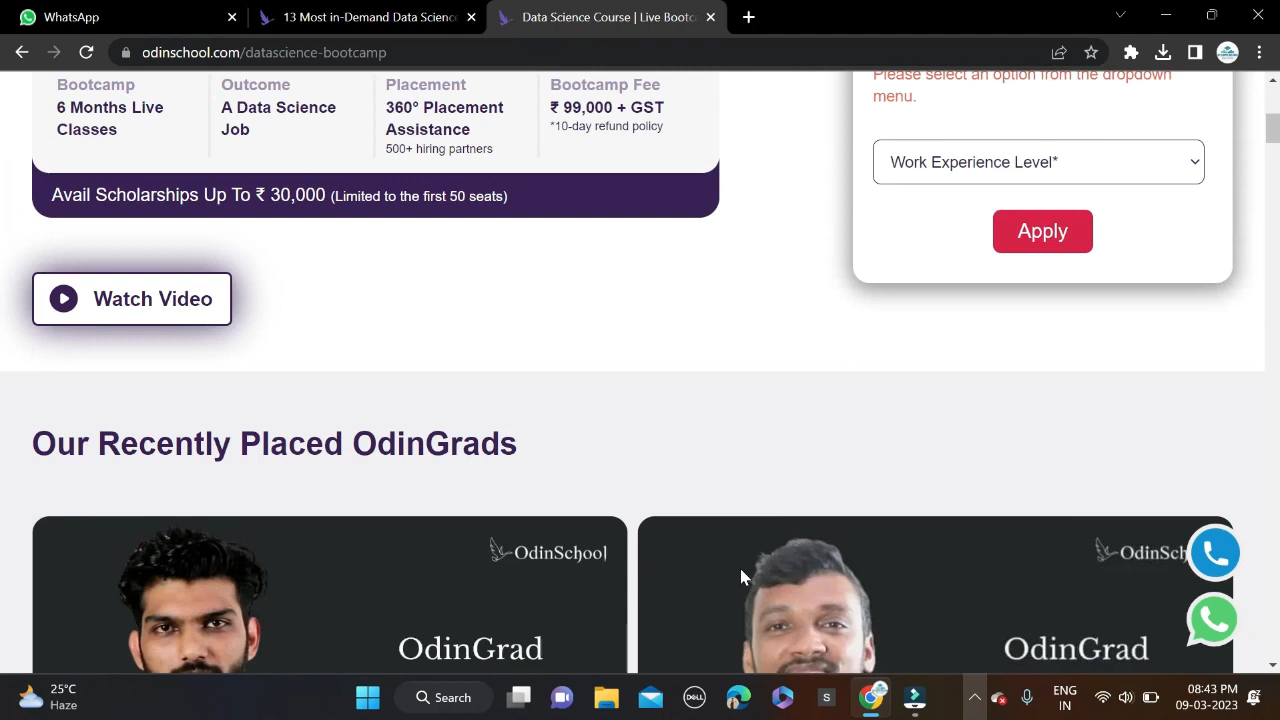 WhatsApp
13 Most in-Demand Data Science
Data Science Course | Live Bootc
odinschool.com/datascience-bootcamp
Bootcamp
6 Months Live
Classes
Outcome
A Data Science
Job
Placement
360° Placement
Assistance
500+ hiring partners
Bootcamp Fee
₹ 99,000 + GST
*10-day refund policy
Avail Scholarships Up To ₹ 30,000 (Limited to the first 50 seats)
Please select an option from the dropdown
menu.
Work Experience Level*
Apply
Watch Video
Our Recently Placed OdinGrads
OdinSchool
OdinGrad
OdinSch
OdinGrad
25°C
Haze
Search
DELL
S
ENG
IN
08:43 PM
09-03-2023